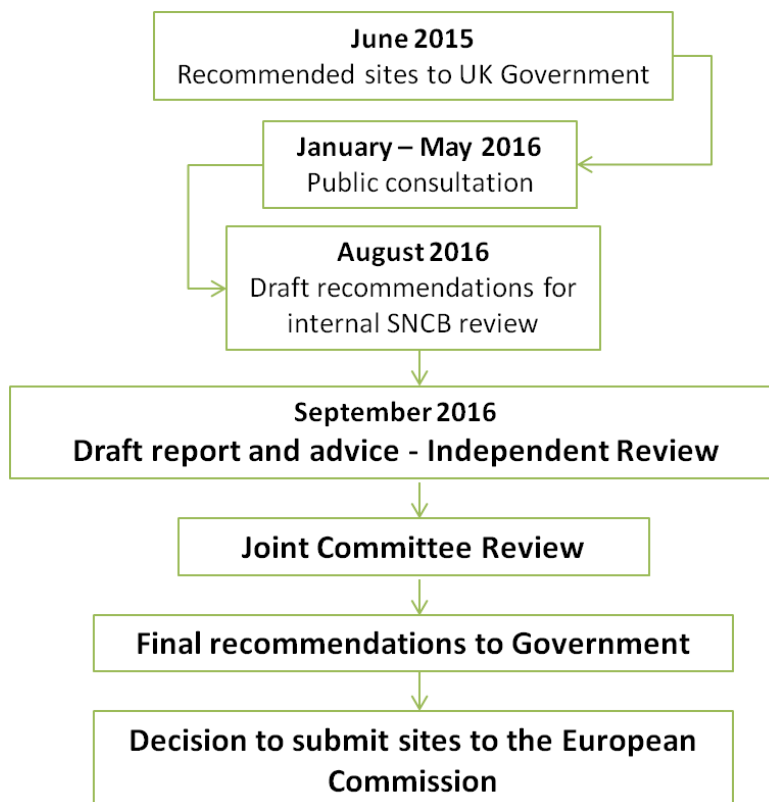 June 2015
Recommended sites to UK Government
January – May 2016
Public consultation
August 2016
Draft recommendations for
internal SNCB review
September 2016
Draft report and advice - Independent Review
Joint Committee Review
Final recommendations to Government
Decision to submit sites to the European
Commission